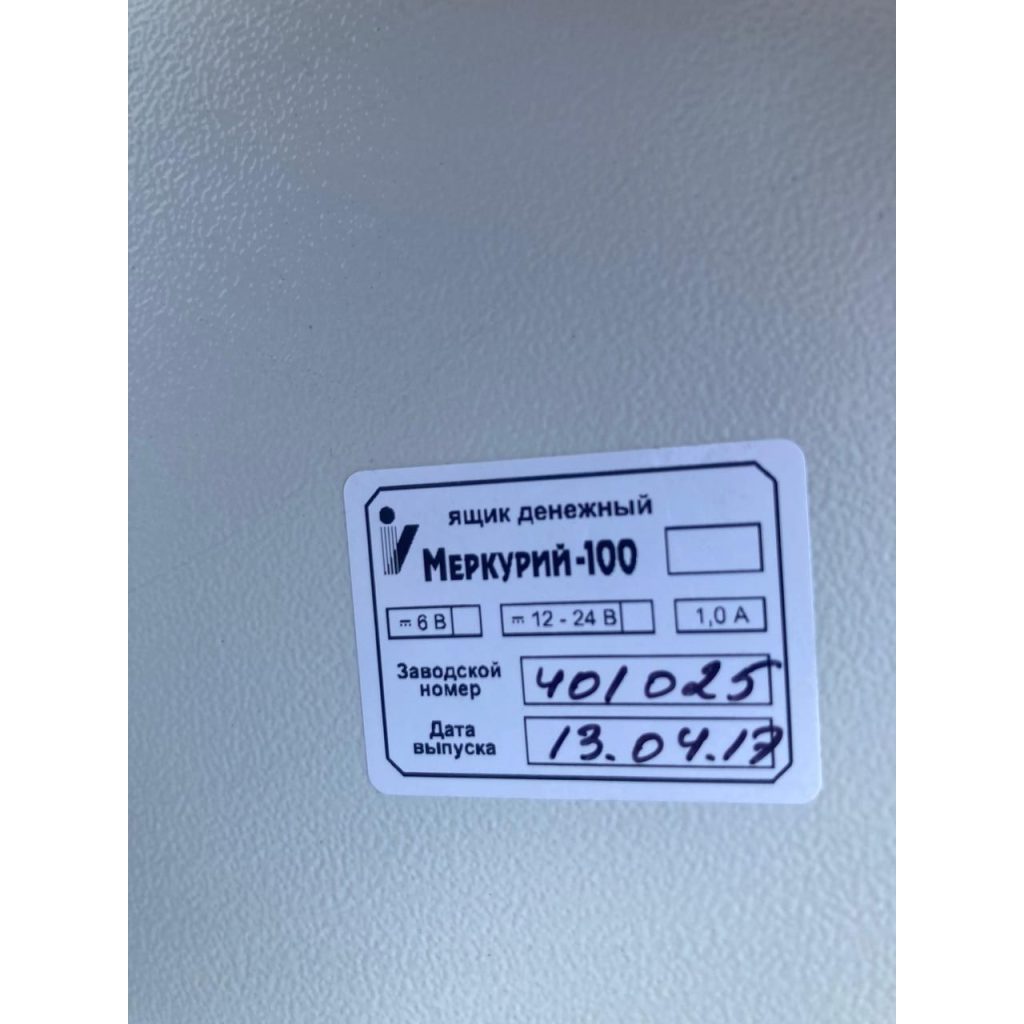 ящик денежный
Меркурий-100
⎓ 6 В ⎓ 12 - 24 В 1,0 А
Заводской номер 401025
Дата выпуска 13.04.17